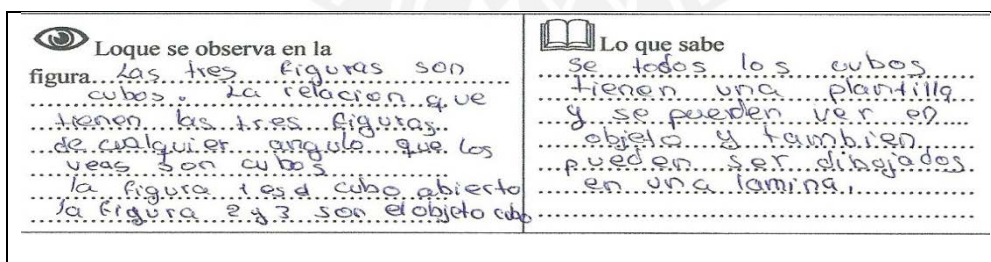 Loque se observa en la
figura Las tres figuras son
cubos. La relacion que
tienen las tres figuras
de cualquier angulo que los
veas son cubos
la figura 1 es el cubo abierto
la figura 2 y 3 son el objeto cubo
Lo que sabe
se todos los cubos
tienen una plantilla
y se pueden ver en
objeto y tambien
pueden ser dibujados
en una lamina,